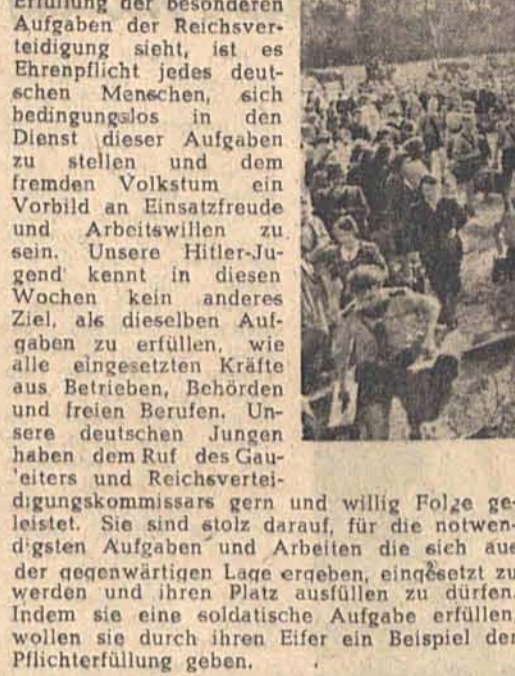 Erfüllung der besonderen
Aufgaben der Reichsver-
teidigung sieht, ist es
Ehrenpflicht jedes deut-
schen Menschen, sich
bedingungslos in den
Dienst dieser Aufgaben
zu stellen und dem
fremden Volkstum ein
Vorbild an Einsatzfreude
und Arbeitswillen zu
sein. Unsere Hitler-Ju-
gend kennt in diesen
Wochen kein anderes
Ziel, als dieselben Auf-
gaben zu erfüllen, wie
alle eingesetzten Kräfte
aus Betrieben, Behörden
und freien Berufen. Un-
sere deutschen Jungen
haben dem Ruf des Gau-
'eiters und Reichsvertei-
digungskommissars gern und willig Folge ge-
leistet. Sie sind stolz darauf, für die notwen-
d'gsten Aufgaben und Arbeiten die sich aus
der gegenwärtigen Lage ergeben, eingesetzt zu
werden und ihren Platz ausfüllen zu dürfen.
Indem sie eine soldatische Aufgabe erfüllen,
wollen sie durch ihren Eifer ein Beispiel der
Pflichterfüllung geben.